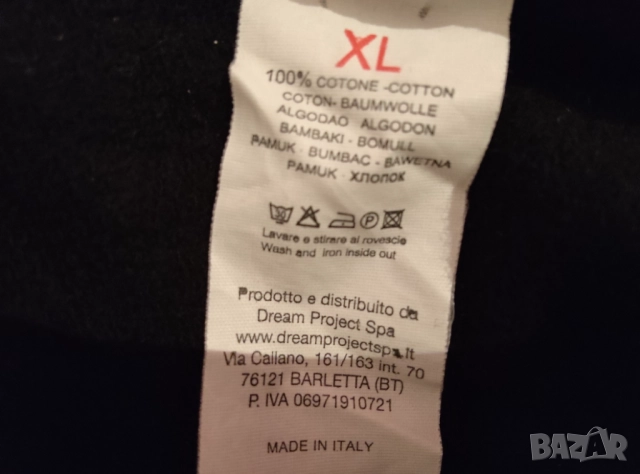 XL
100% COTONE -COTTON
COTON- BAUMWOLLE
ALGODAO ALGODON
BAMBAKI - BOMULL
PAMUK · BUMBAC - BAWETNA
PAMUK · ХЛОПОК
Lavare e stirare al rovescio
Wash and iron inside out
Prodotto e distribuito da
Dream Project Spa
www.dreamprojectspa.it
Via Callano, 161/163 int. 70
76121 BARLETTA (BT)
P. IVA 06971910721
MADE IN ITALY
BAZAR